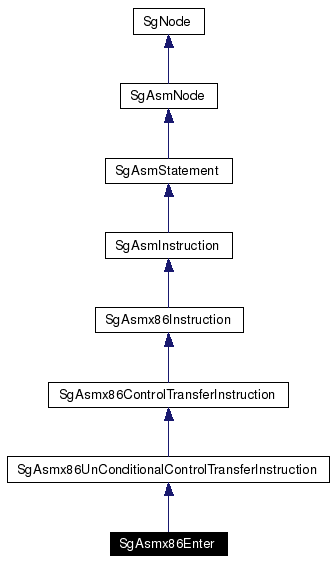 SgNode
SgAsmNode
SgAsmStatement
SgAsmInstruction
SgAsmx86Instruction
SgAsmx86ControlTransferInstruction
SgAsmx86UnConditionalControlTransferInstruction
SgAsmx86Enter